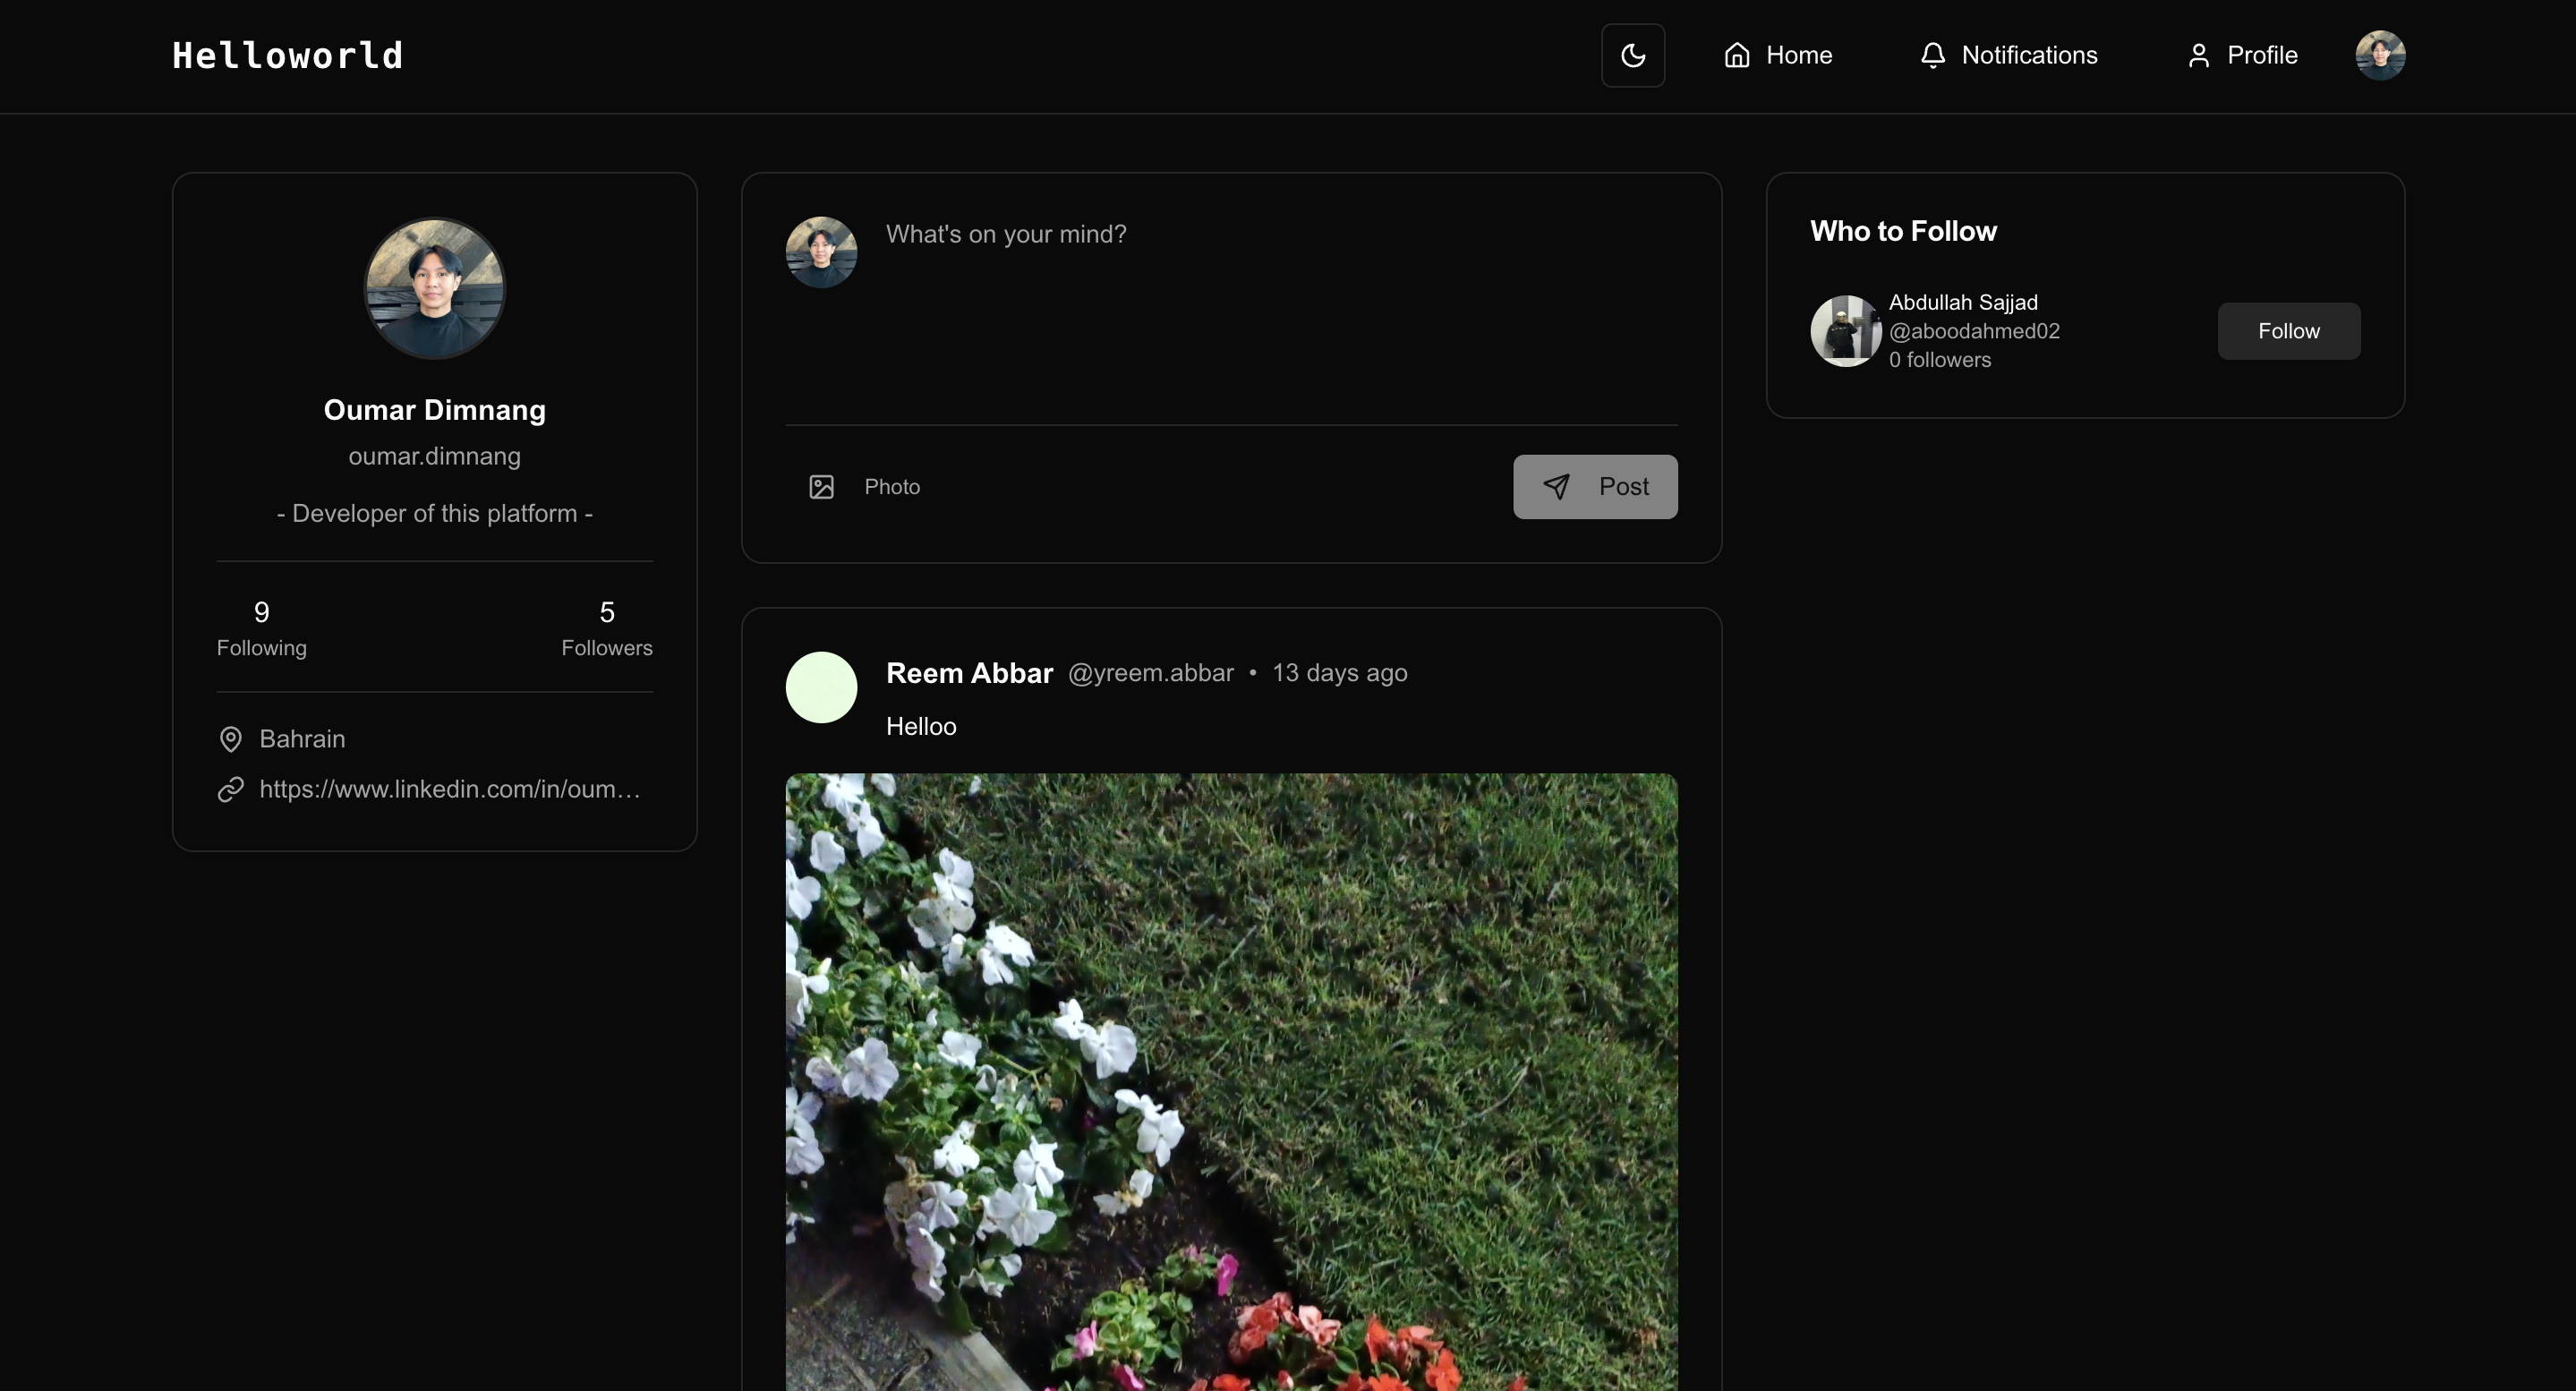 Helloworld
Home
Notifications
Profile
Oumar Dimnang
oumar.dimnang
- Developer of this platform -
9
Following
5
Followers
Bahrain
https://www.linkedin.com/in/oum…
What's on your mind?
Photo
Post
Reem Abbar @yreem.abbar • 13 days ago
Helloo
Who to Follow
Abdullah Sajjad
@aboodahmed02
0 followers
Follow